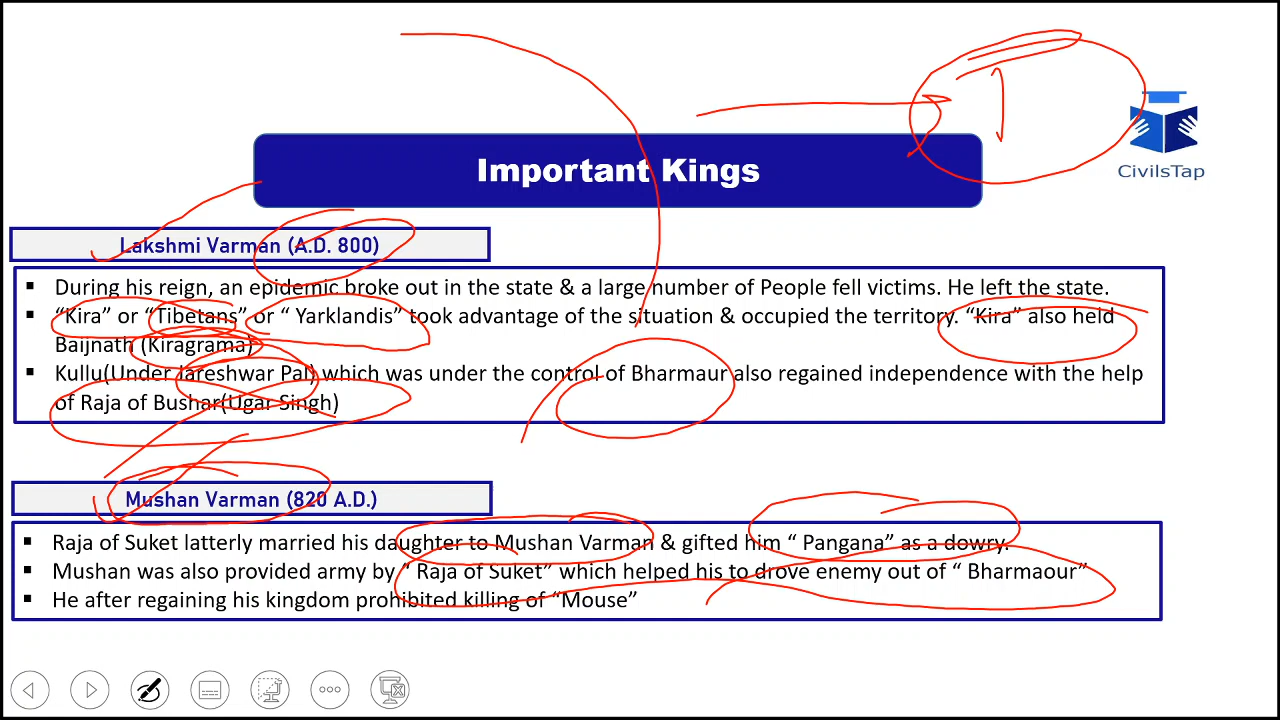 CivilsTap
Important Kings
Lakshmi Varman (A.D. 800)
▪ During his reign, an epidemic broke out in the state & a large number of People fell victims. He left the state.
▪ “Kira” or “Tibetans” or “ Yarklandis” took advantage of the situation & occupied the territory. “Kira” also held
Baijnath (Kiragrama)
▪ Kullu(Under Jareshwar Pal) which was under the control of Bharmaur also regained independence with the help
of Raja of Bushar(Ugar Singh)
Mushan Varman (820 A.D.)
▪ Raja of Suket latterly married his daughter to Mushan Varman & gifted him “ Pangana” as a dowry.
▪ Mushan was also provided army by “ Raja of Suket” which helped his to drove enemy out of “ Bharmaour”
▪ He after regaining his kingdom prohibited killing of “Mouse”